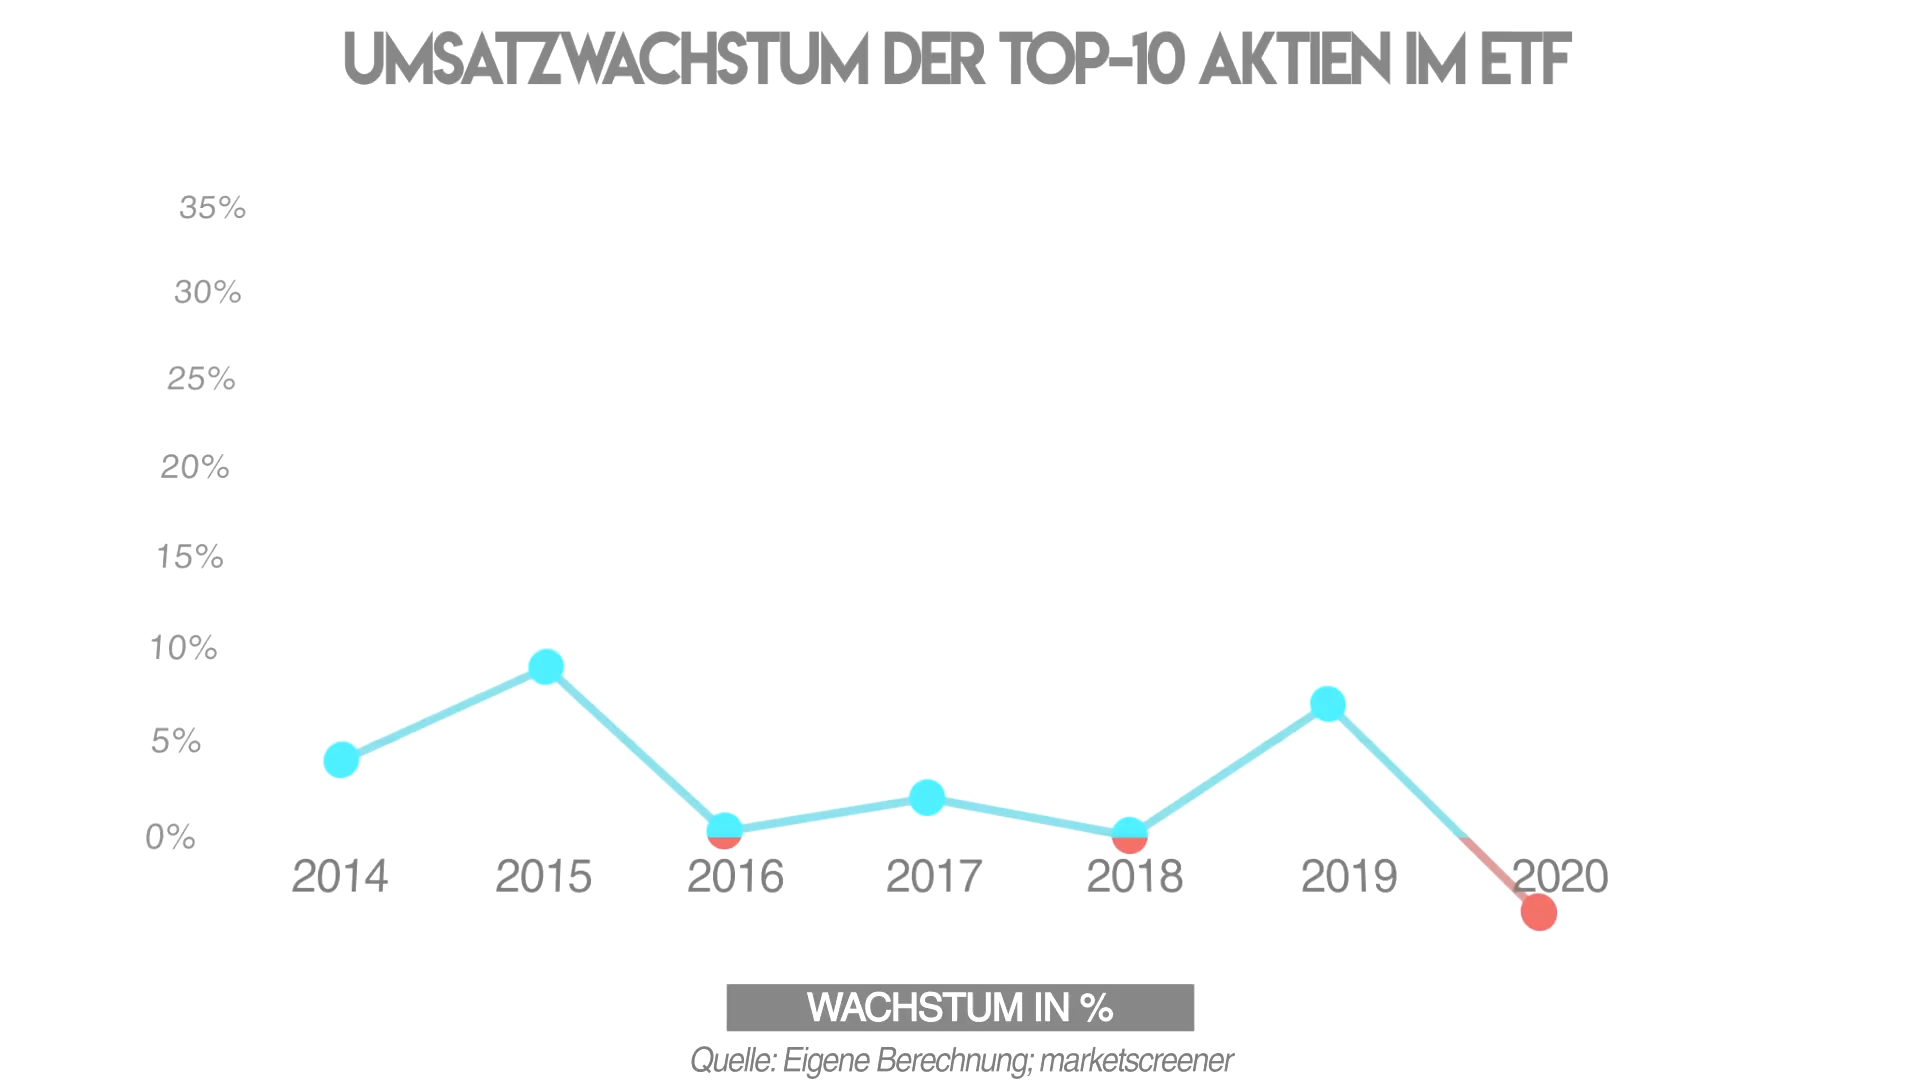 UMSATZWACHSTUM DER TOP-10 AKTIEN IM ETF
35%
30%
25%
20%
15%
10%
5%
0%
2014 2015 2016 2017 2018 2019 2020
WACHSTUM IN %
Quelle: Eigene Berechnung; marketscreener